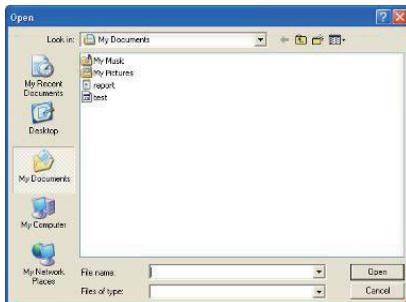 Open
Look in: My Documents
My Recent
Documents
Desktop
My Documents
My Computer
My Network
Places
My Music
My Pictures
report
test
File name:
Open
Files of type:
Cancel